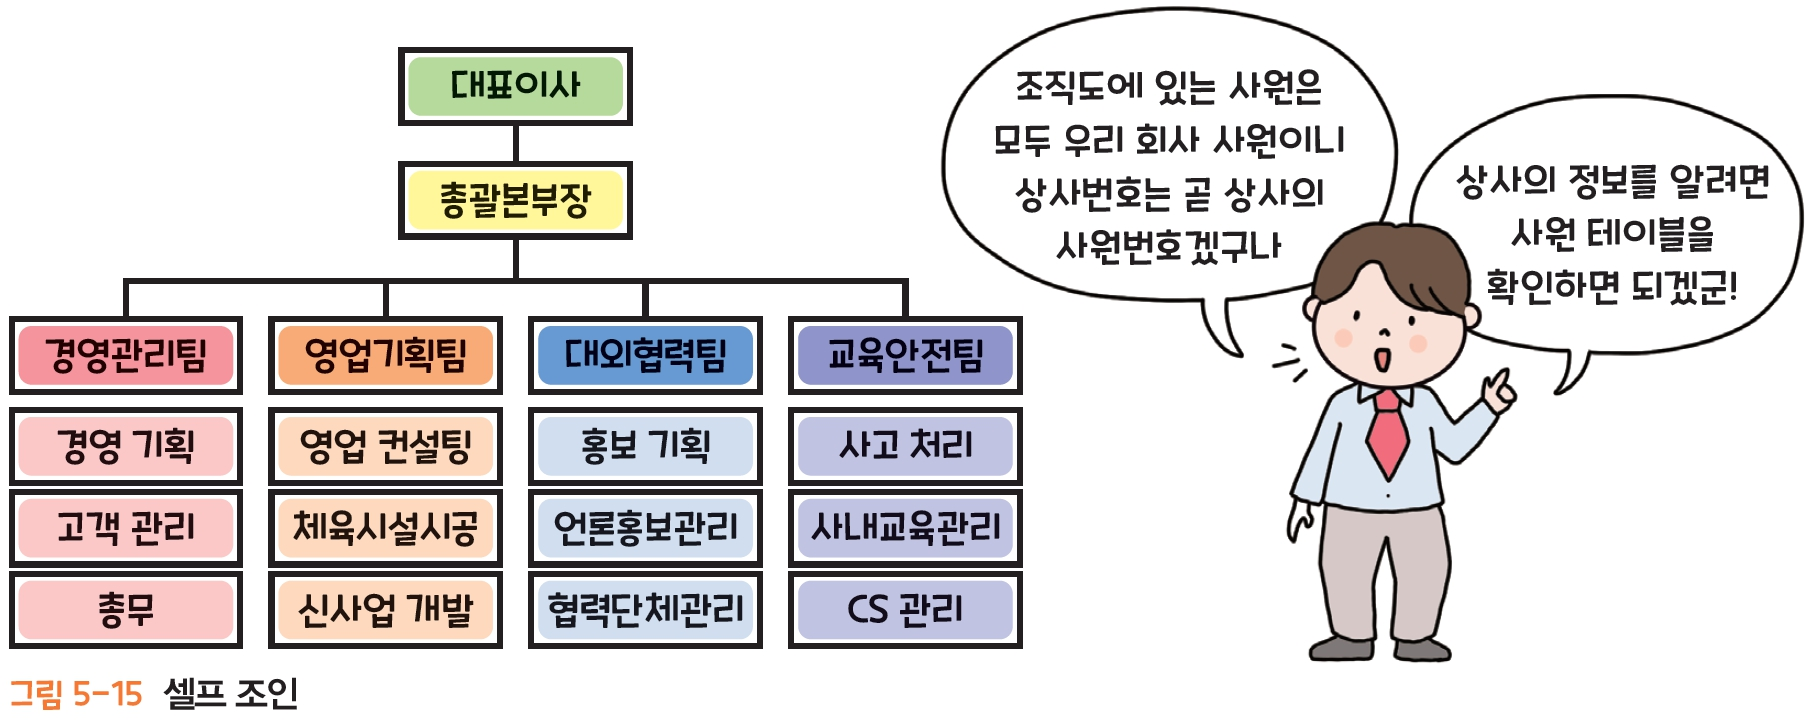 대표이사
총괄본부장
경영관리팀
경영 기획
고객 관리
총무
영업기획팀
영업 컨설팅
체육시설시공
신사업 개발
대외협력팀
홍보 기획
언론홍보관리
협력단체관리
교육안전팀
사고 처리
사내교육관리
CS 관리
조직도에 있는 사원은
모두 우리 회사 사원이니
상사번호는 곧 상사의
사원번호겠구나
상사의 정보를 알려면
사원 테이블을
확인하면 되겠군!
그림 5-15 셀프 조인